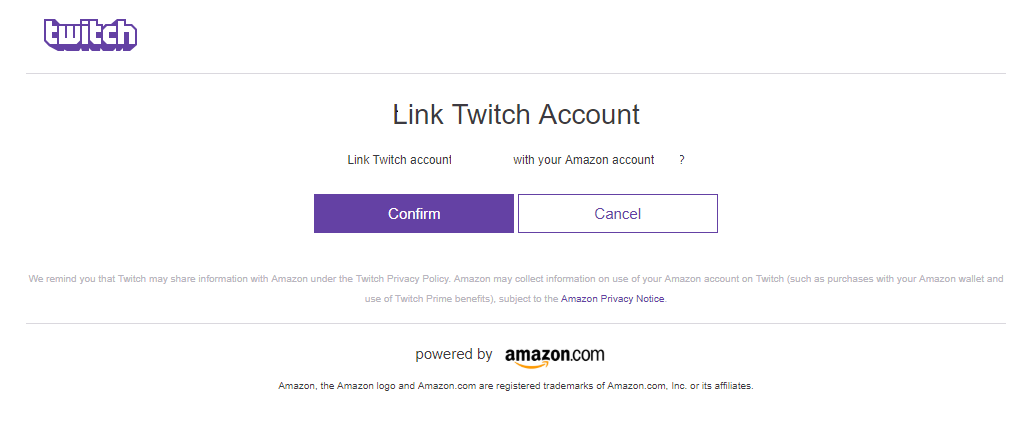 twitch
Link Twitch Account
Link Twitch account with your Amazon account ?
Confirm Cancel
We remind you that Twitch may share information with Amazon under the Twitch Privacy Policy. Amazon may collect information on use of your Amazon account on Twitch (such as purchases with your Amazon wallet and
use of Twitch Prime benefits), subject to the Amazon Privacy Notice.
powered by amazon.com
Amazon, the Amazon logo and Amazon.com are registered trademarks of Amazon.com, Inc. or its affiliates.